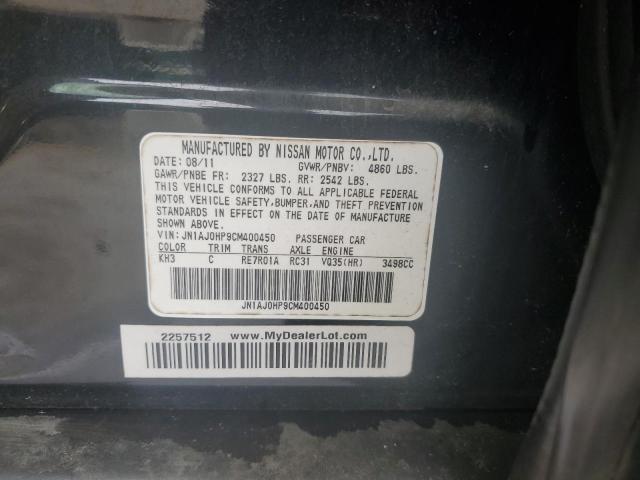 MANUFACTURED BY NISSAN MOTOR CO.,LTD.
DATE: 08/11 GVWR/PNBV: 4860 LBS.
GAWR/PNBE FR: 2327 LBS. RR: 2542 LBS.
THIS VEHICLE CONFORMS TO ALL APPLICABLE FEDERAL
MOTOR VEHICLE SAFETY,BUMPER,AND THEFT PREVENTION
STANDARDS IN EFFECT ON THE DATE OF MANUFACTURE
SHOWN ABOVE.
VIN: JN1AJ0HP9CM400450 PASSENGER CAR
COLOR TRIM TRANS AXLE ENGINE
KH3 C RE7R01A RC31 VQ35(HR) 3498CC
JN1AJ0HP9CM400450
2257512 www.MyDealerLot.com